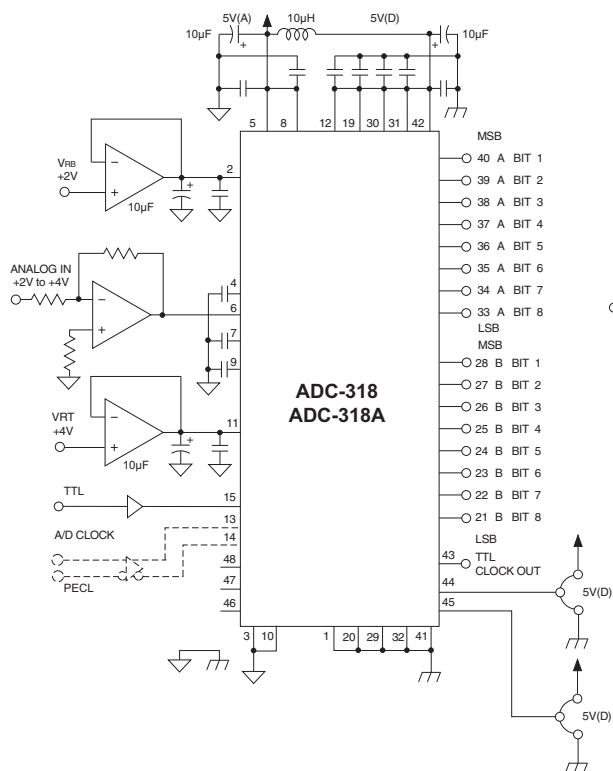 5V(A) 10µH 5V(D)
10µF 10µF
5 8 12 19 30 31 42
MSB
40 A BIT 1
39 A BIT 2
38 A BIT 3
37 A BIT 4
36 A BIT 5
35 A BIT 6
34 A BIT 7
33 A BIT 8
LSB
MSB
28 B BIT 1
27 B BIT 2
26 B BIT 3
25 B BIT 4
24 B BIT 5
23 B BIT 6
22 B BIT 7
21 B BIT 8
LSB
43 TTL
CLOCK OUT
44
45
5V(D)
5V(D)
VRB
+2V
10µF
2
ANALOG IN
+2V to +4V
4
6
7
9
ADC-318
ADC-318A
VRT
+4V
10µF
11
TTL
15
A/D CLOCK
13
14
PECL
48
47
46
3 10 1 20 29 32 41